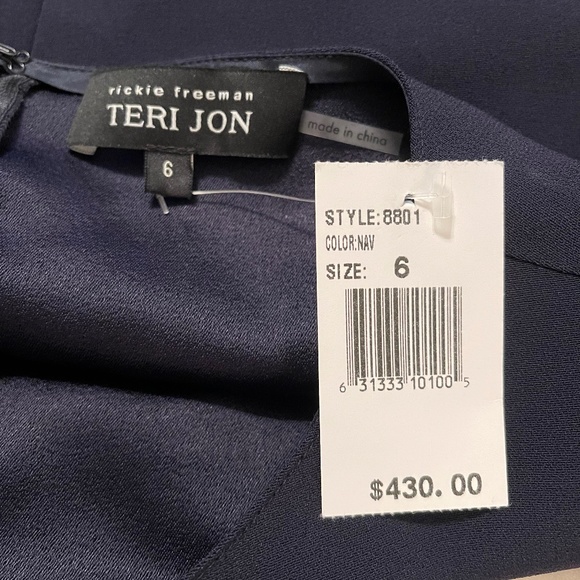 rickie freeman
TERI JON
made in china
6
STYLE:8801
COLOR:NAV
SIZE: 6
6 31333 10100 5
$430.00